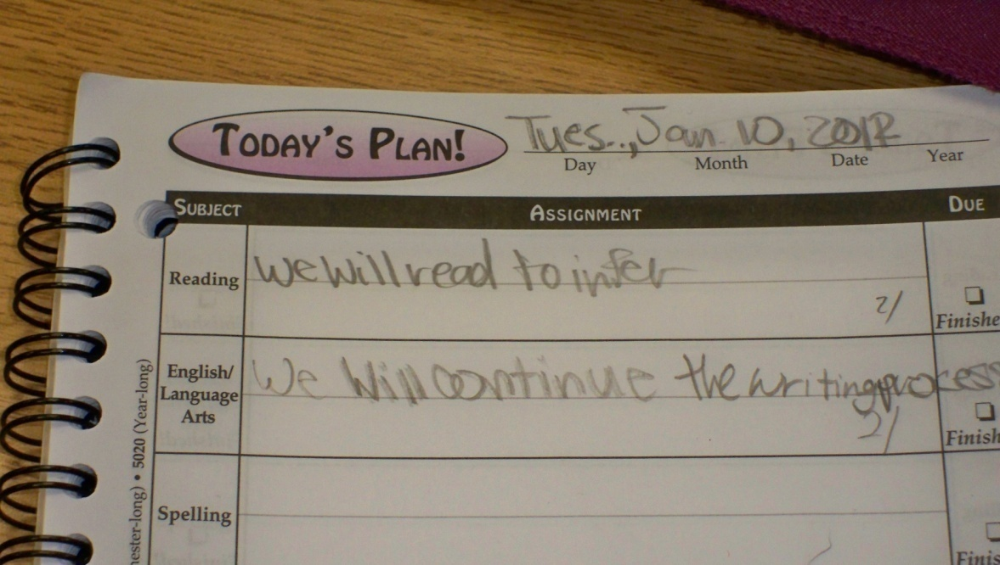 TODAY'S PLAN!
Tues., Jan 10, 2012
Day Month Date Year
SUBJECT ASSIGNMENT DUE
Reading We will read to infer
2/
Finishe
English/
Language
Arts
We will continue the writing process
2/
Finish
Spelling
Finis
ester-long) • 5020 (Year-long)